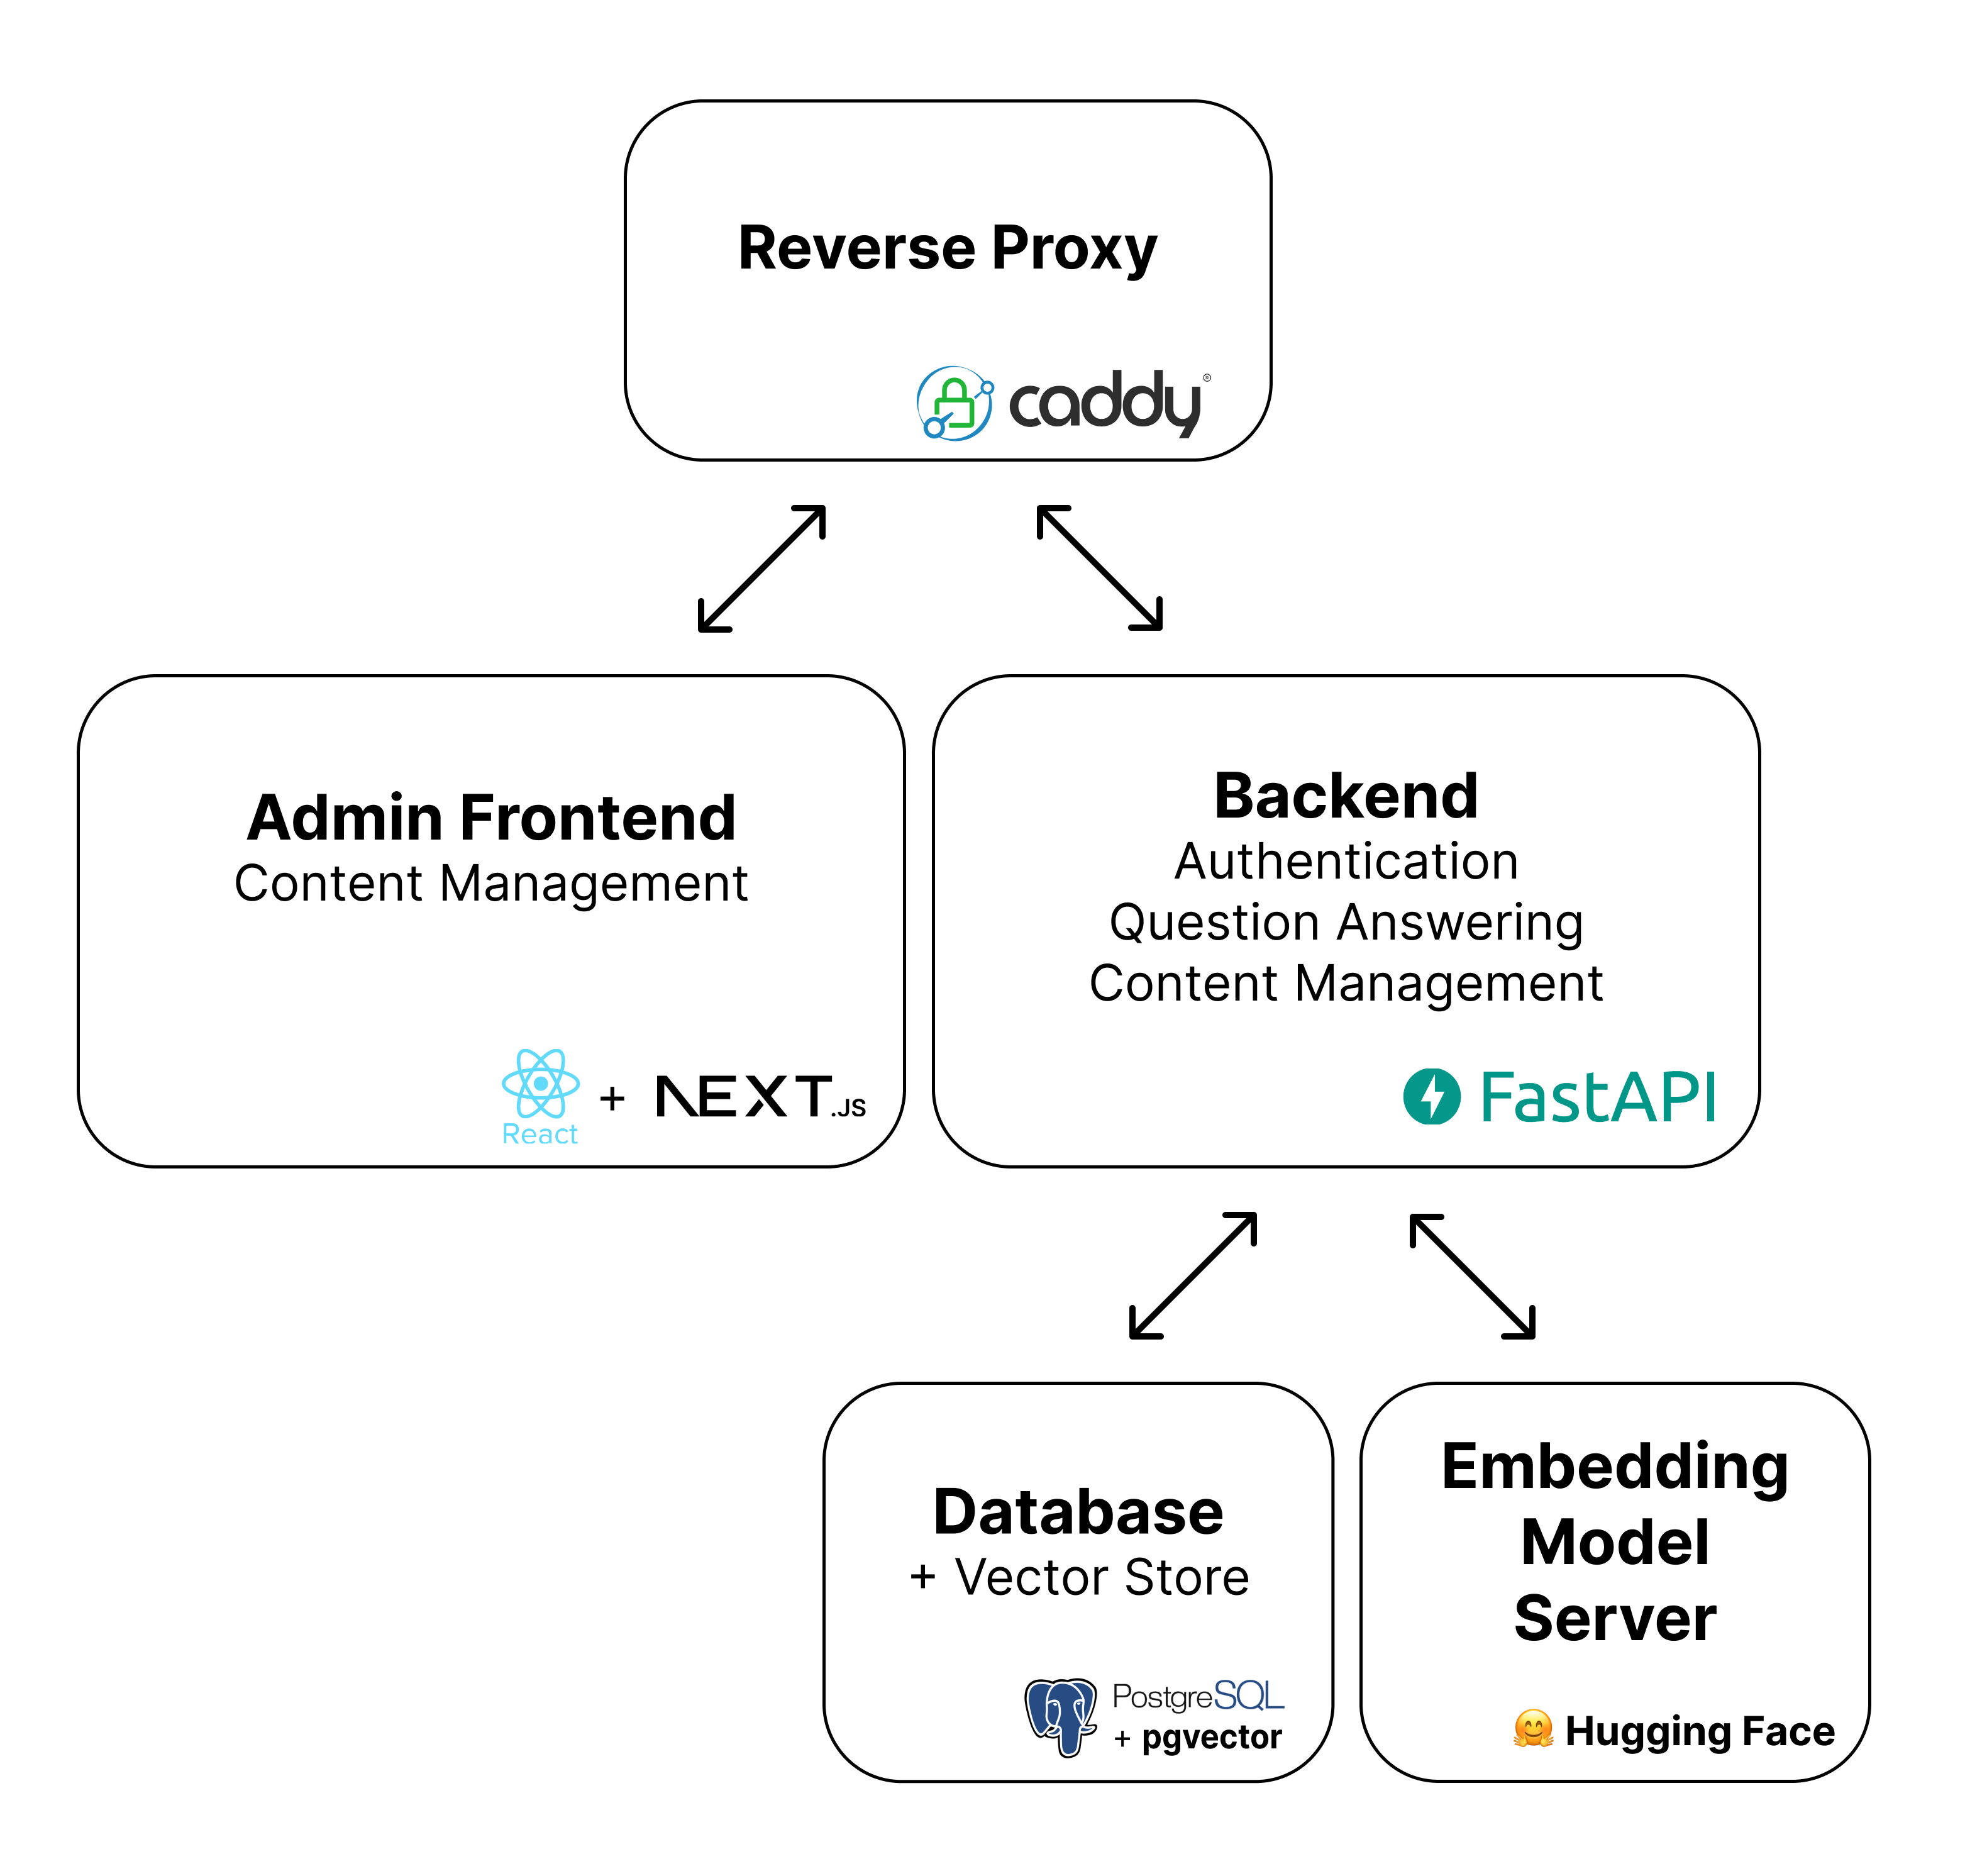 Reverse Proxy
caddy®
Admin Frontend
Content Management
React
+ NEXT.JS
Backend
Authentication
Question Answering
Content Management
FastAPI
Database
+ Vector Store
PostgreSQL
+ pgvector
Embedding
Model
Server
🤗 Hugging Face